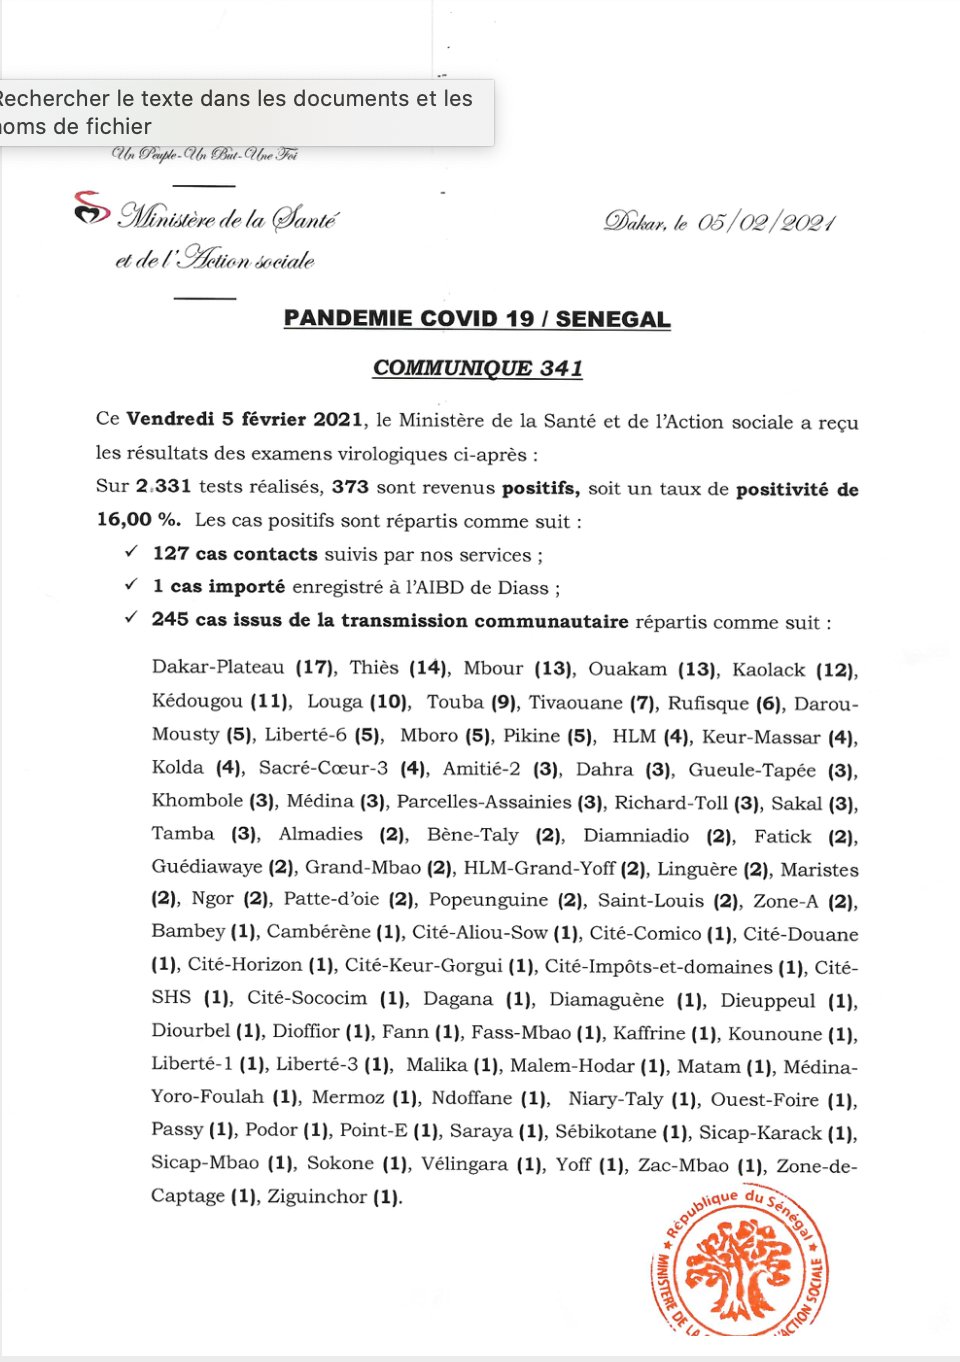 Rechercher le texte dans les documents et les
noms de fichier
Un Peuple-Un But-Une Foi
Ministère de la Santé
et de l'Action sociale
Dakar, le 05/02/2021
PANDEMIE COVID 19 / SENEGAL
COMMUNIQUE 341
Ce Vendredi 5 février 2021, le Ministère de la Santé et de l'Action sociale a reçu
les résultats des examens virologiques ci-après :
Sur 2.331 tests réalisés, 373 sont revenus positifs, soit un taux de positivité de
16,00 %. Les cas positifs sont répartis comme suit :
✓ 127 cas contacts suivis par nos services ;
✓ 1 cas importé enregistré à l'AIBD de Diass ;
✓ 245 cas issus de la transmission communautaire répartis comme suit :
Dakar-Plateau (17), Thiès (14), Mbour (13), Ouakam (13), Kaolack (12),
Kédougou (11), Louga (10), Touba (9), Tivaouane (7), Rufisque (6), Darou-
Mousty (5), Liberté-6 (5), Mboro (5), Pikine (5), HLM (4), Keur-Massar (4),
Kolda (4), Sacré-Cœur-3 (4), Amitié-2 (3), Dahra (3), Gueule-Tapée (3),
Khombole (3), Médina (3), Parcelles-Assainies (3), Richard-Toll (3), Sakal (3),
Tamba (3), Almadies (2), Bène-Taly (2), Diamniadio (2), Fatick (2),
Guédiawaye (2), Grand-Mbao (2), HLM-Grand-Yoff (2), Linguère (2), Maristes
(2), Ngor (2), Patte-d'oie (2), Popeunguine (2), Saint-Louis (2), Zone-A (2),
Bambey (1), Cambérène (1), Cité-Aliou-Sow (1), Cité-Comico (1), Cité-Douane
(1), Cité-Horizon (1), Cité-Keur-Gorgui (1), Cité-Impôts-et-domaines (1), Cité-
SHS (1), Cité-Sococim (1), Dagana (1), Diamaguène (1), Dieuppeul (1),
Diourbel (1), Dioffior (1), Fann (1), Fass-Mbao (1), Kaffrine (1), Kounoune (1),
Liberté-1 (1), Liberté-3 (1), Malika (1), Malem-Hodar (1), Matam (1), Médina-
Yoro-Foulah (1), Mermoz (1), Ndoffane (1), Niary-Taly (1), Ouest-Foire (1),
Passy (1), Podor (1), Point-E (1), Saraya (1), Sébikotane (1), Sicap-Karack (1),
Sicap-Mbao (1), Sokone (1), Vélingara (1), Yoff (1), Zac-Mbao (1), Zone-de-
Captage (1), Ziguinchor (1).
★ République du Sénégal ★
MINISTÈRE DE LA
L'ACTION SOCIALE